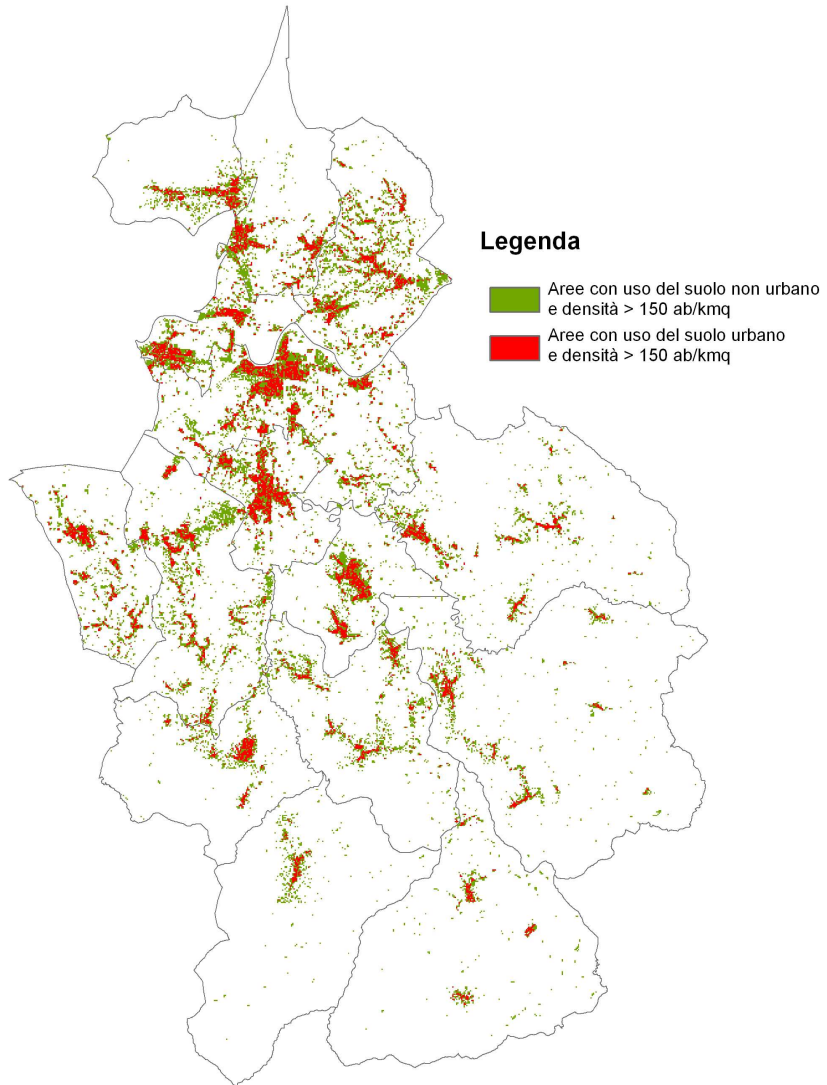 Legenda
Aree con uso del suolo non urbano
e densità > 150 ab/kmq
Aree con uso del suolo urbano
e densità > 150 ab/kmq